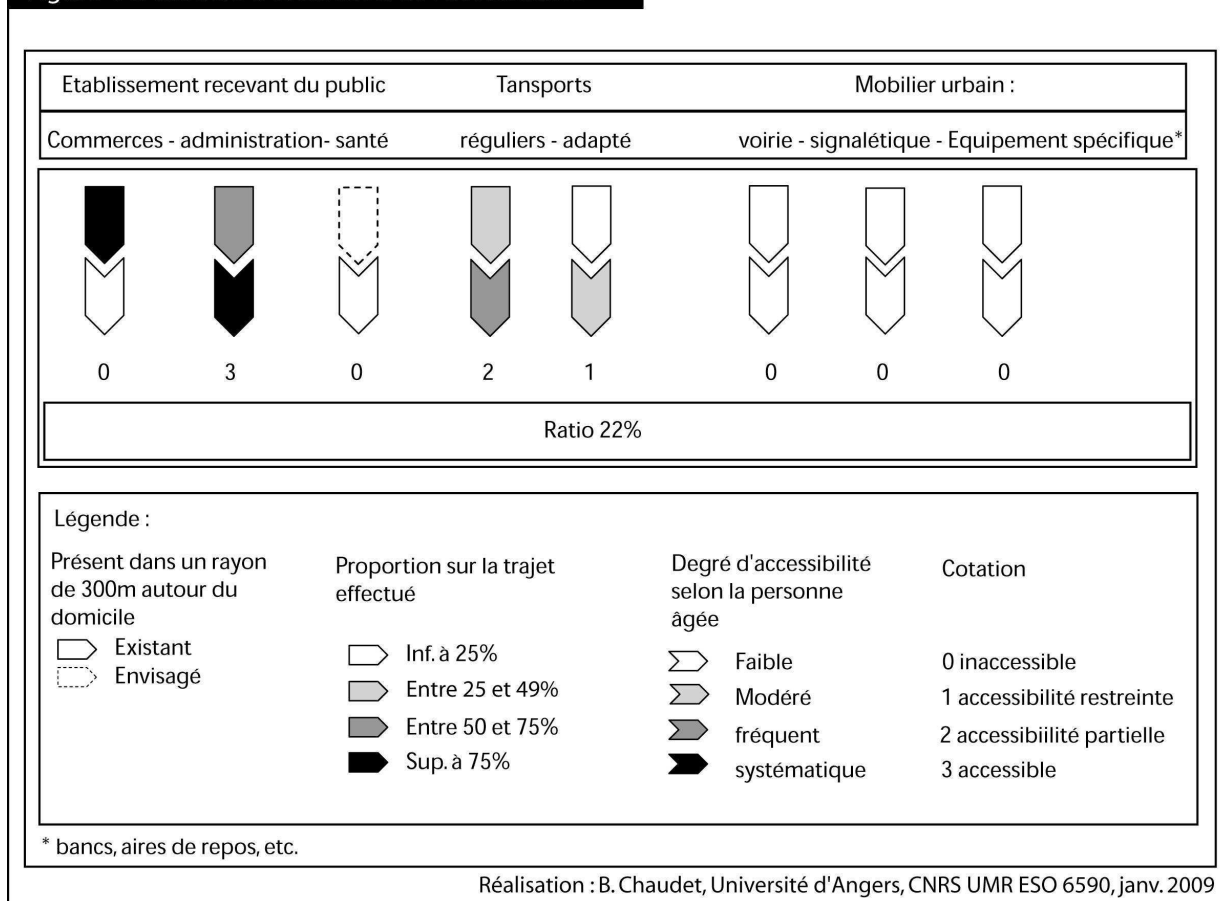 Etablissement recevant du public Tansports Mobilier urbain :
Commerces - administration- santé réguliers - adapté voirie - signalétique - Equipement spécifique*
0 3 0 2 1 0 0 0
Ratio 22%
Légende :
Présent dans un rayon
de 300m autour du
domicile
Existant
Envisagé
Proportion sur la trajet
effectué
Inf. à 25%
Entre 25 et 49%
Entre 50 et 75%
Sup. à 75%
Degré d'accessibilité
selon la personne
âgée
Faible
Modéré
fréquent
systématique
Cotation
0 inaccessible
1 accessibilité restreinte
2 accessibiilité partielle
3 accessible
* bancs, aires de repos, etc.
Réalisation : B. Chaudet, Université d'Angers, CNRS UMR ESO 6590, janv. 2009